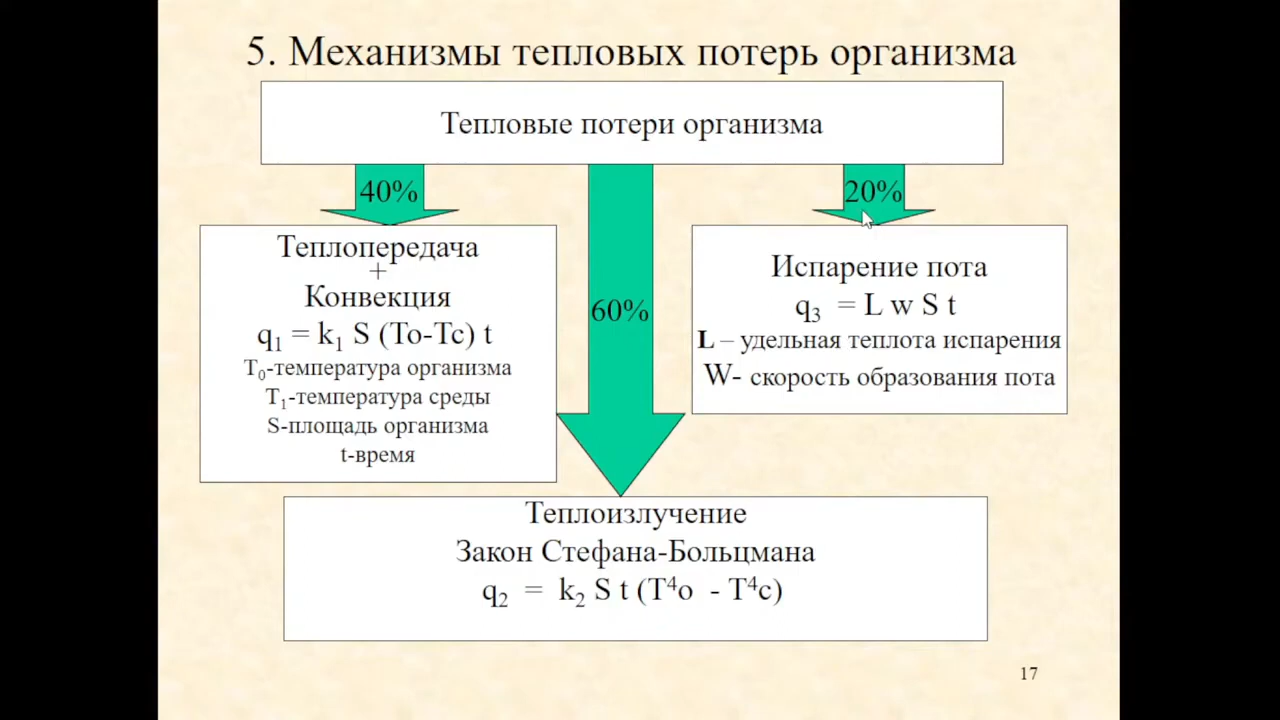 5. Механизмы тепловых потерь организма
Тепловые потери организма
40%
60%
20%
Теплопередача
+
Конвекция
q₁ = k₁ S (To-Tc) t
T₀-температура организма
T₁-температура среды
S-площадь организма
t-время
Испарение пота
q₃ = L w S t
L – удельная теплота испарения
W- скорость образования пота
Теплоизлучение
Закон Стефана-Больцмана
q₂ = k₂ S t (T⁴o - T⁴c)
17